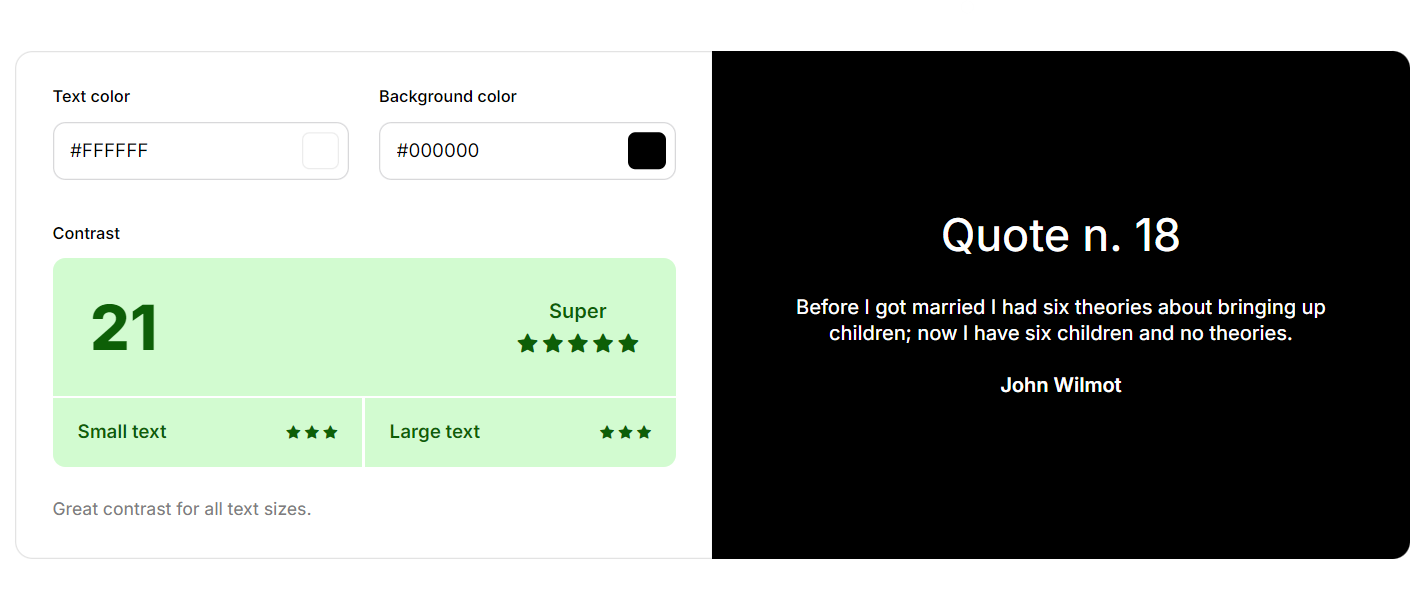 Text color
Background color
#FFFFFF
#000000
Contrast
21
Super
Small text
Large text
Great contrast for all text sizes.
Quote n. 18
Before I got married I had six theories about bringing up
children; now I have six children and no theories.
John Wilmot